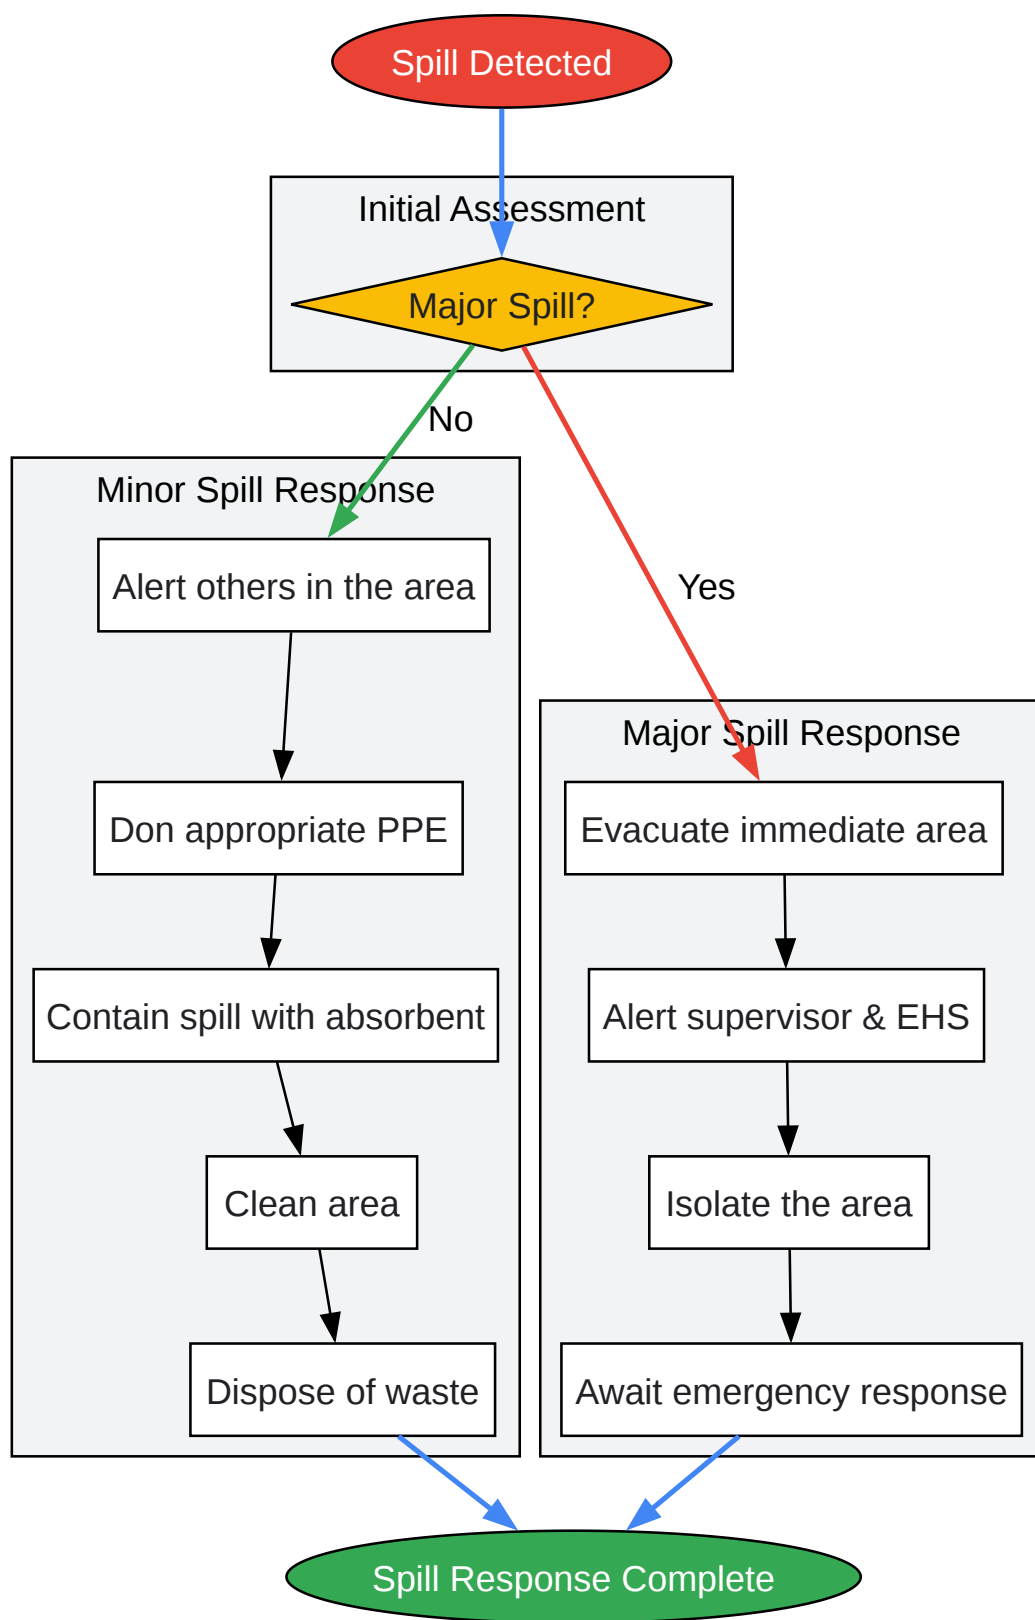 Spill Detected
Initial Assessment
Major Spill?
No
Yes
Minor Spill Response
Alert others in the area
Don appropriate PPE
Contain spill with absorbent
Clean area
Dispose of waste
Major Spill Response
Evacuate immediate area
Alert supervisor & EHS
Isolate the area
Await emergency response
Spill Response Complete